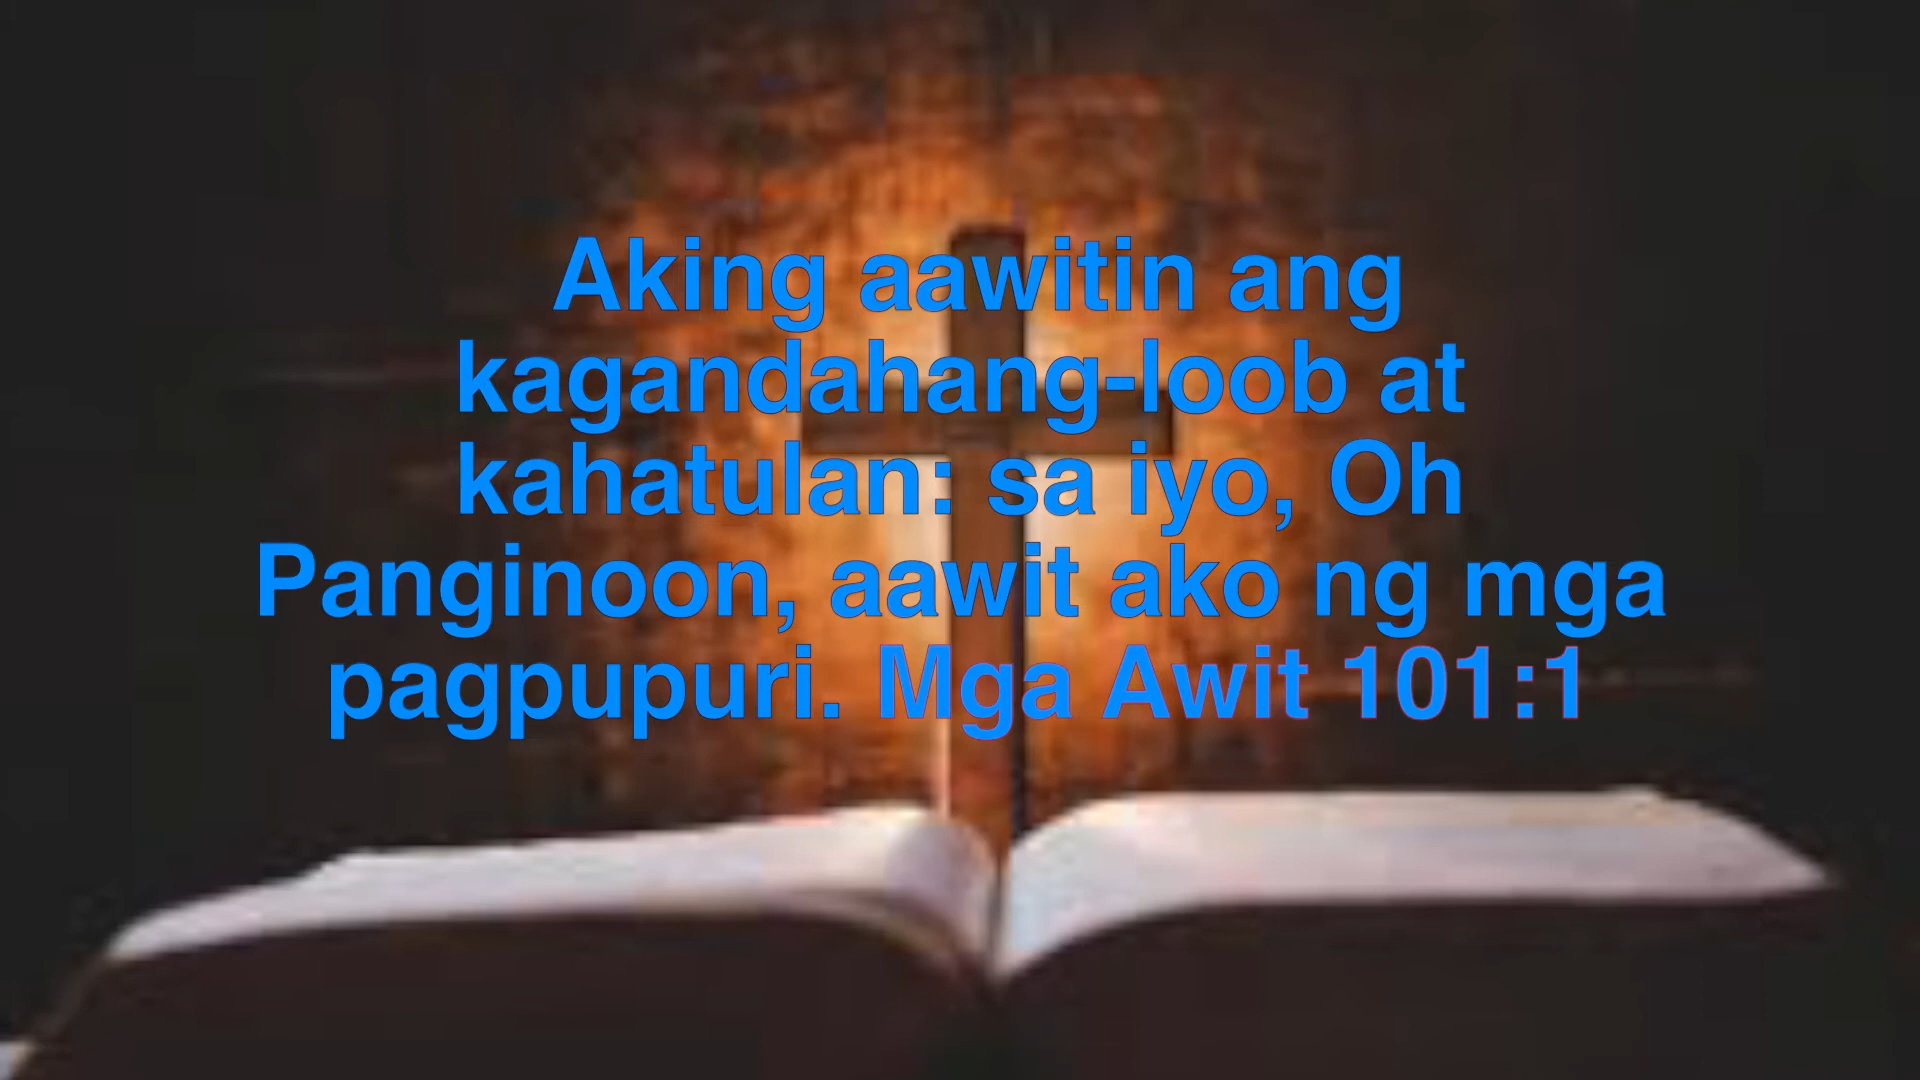 Aking aawitin ang
kagandahang-loob at
kahatulan: sa iyo, Oh
Panginoon, aawit ako ng mga
pagpupuri. Mga Awit 101:1